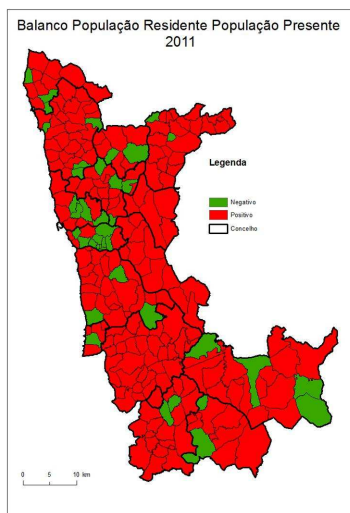 Balanco População Residente População Presente
2011
Legenda
Negativo
Positivo
Concelho
0 5 10 km